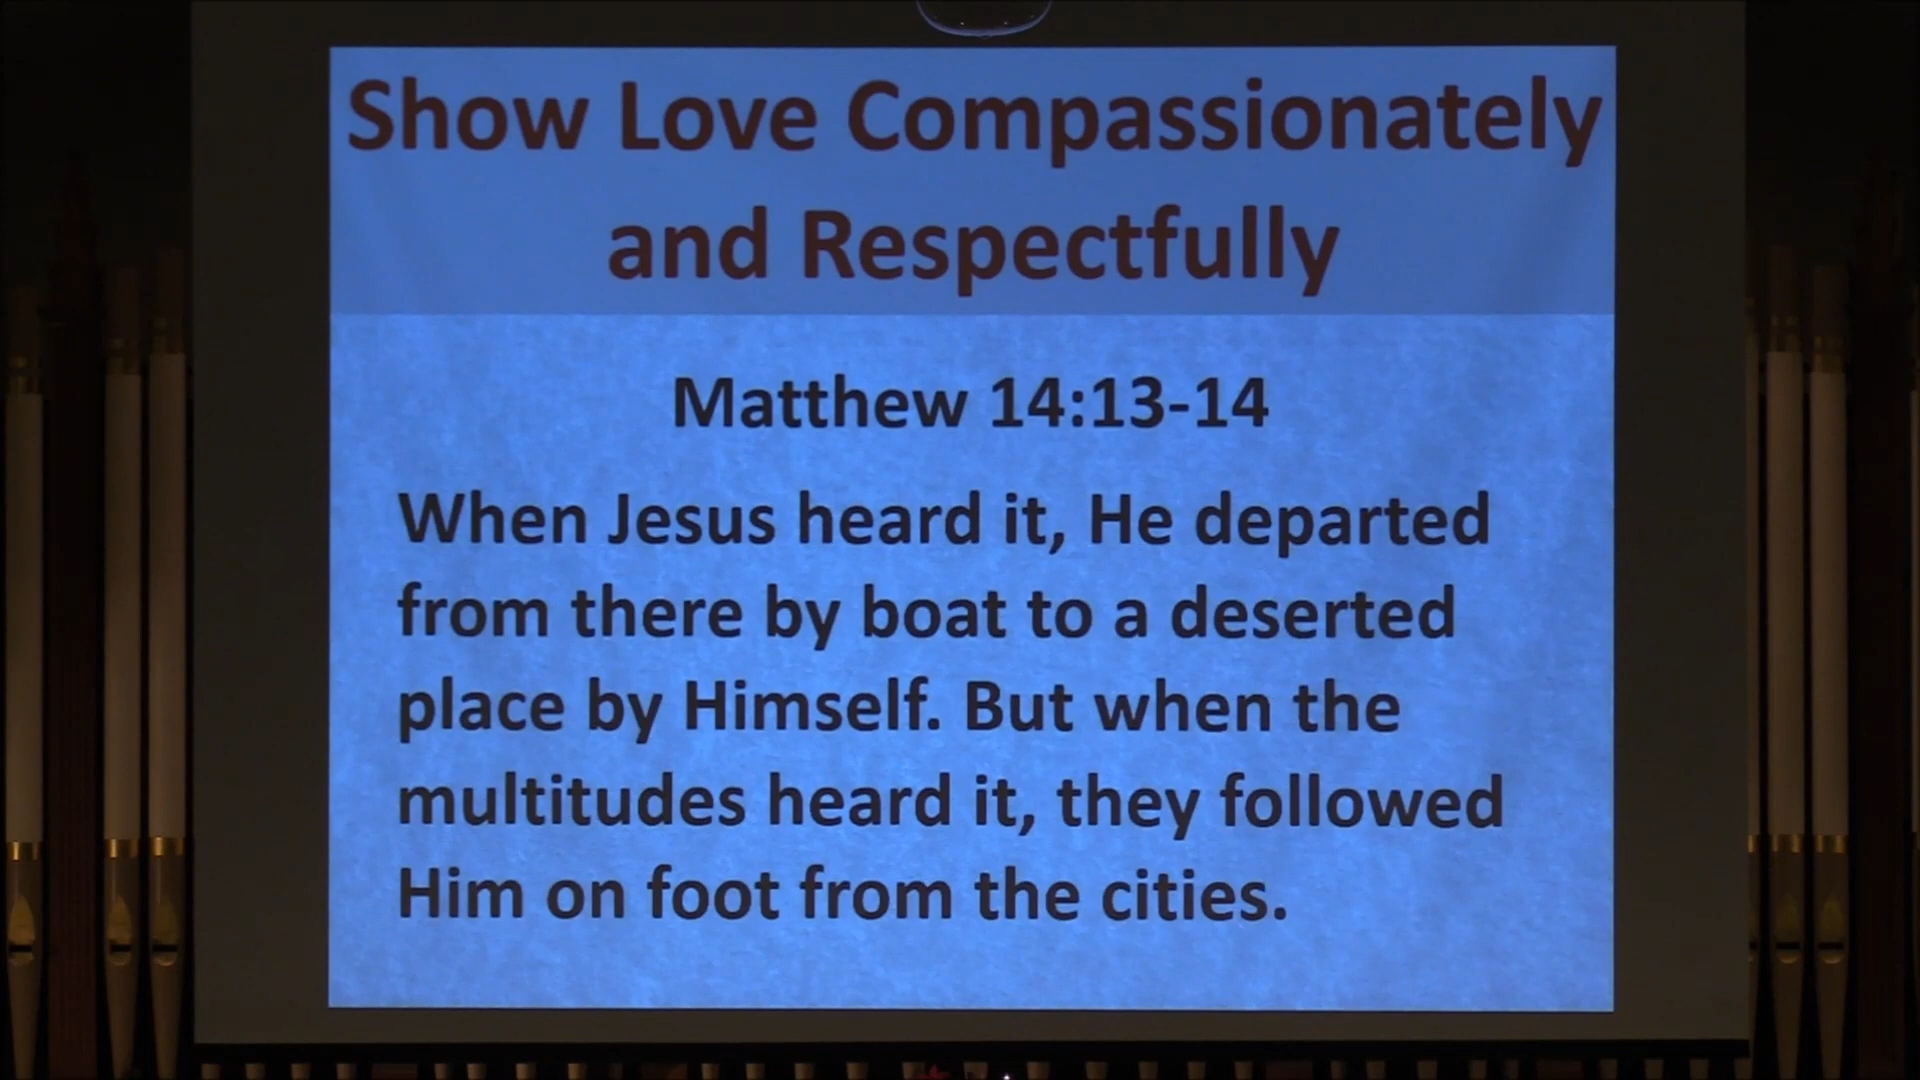 Show Love Compassionately
and Respectfully
Matthew 14:13-14
When Jesus heard it, He departed
from there by boat to a deserted
place by Himself. But when the
multitudes heard it, they followed
Him on foot from the cities.